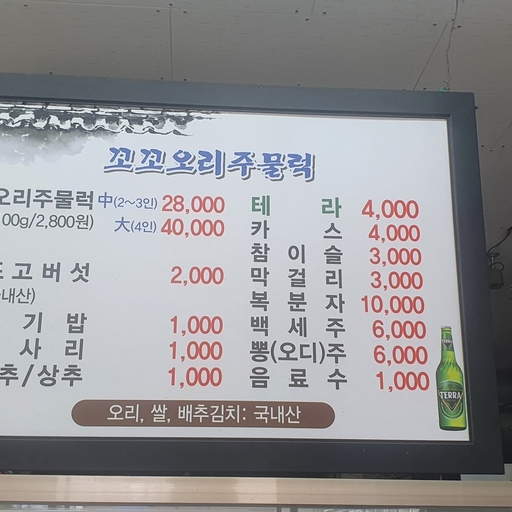 꼬꼬오리주물럭
오리주물럭 中(2~3인) 28,000
00g/2,800원) 大(4인) 40,000
고버섯 2,000
내산)
기밥 1,000
사리 1,000
추/상추 1,000
테라 4,000
카스 4,000
참이슬 3,000
막걸리 3,000
복분자 10,000
백세주 6,000
뽕(오디)주 6,000
음료수 1,000
TERRA
오리, 쌀, 배추김치: 국내산